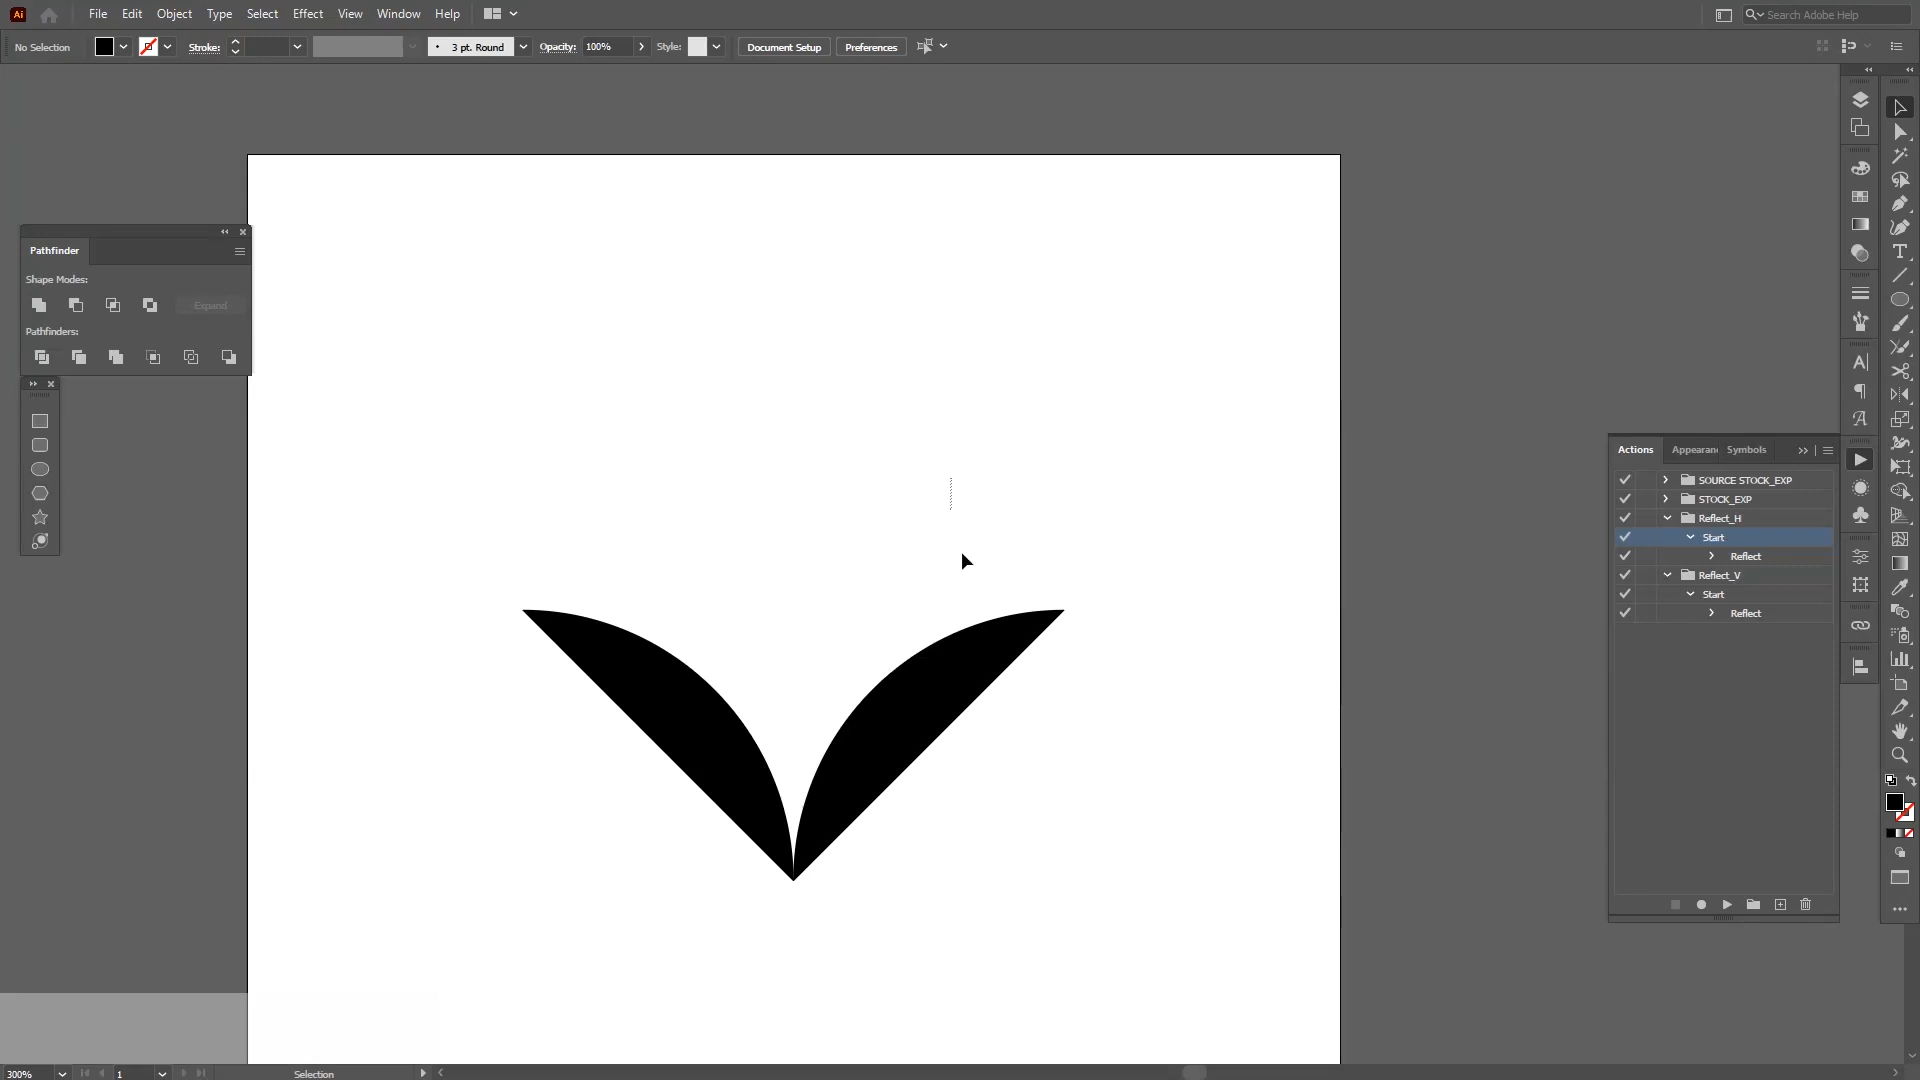 Ai File Edit Object Type Select Effect View Window Help Search Adobe Help
No Selection Stroke: 3 pt. Round Opacity: 100% Style: Document Setup Preferences
Pathfinder
Shape Modes:
Expand
Pathfinders:
Actions Appearan Symbols
SOURCE STOCK_EXP
STOCK_EXP
Reflect_H
Start
Reflect
Reflect_V
Start
Reflect
300% 1 Selection